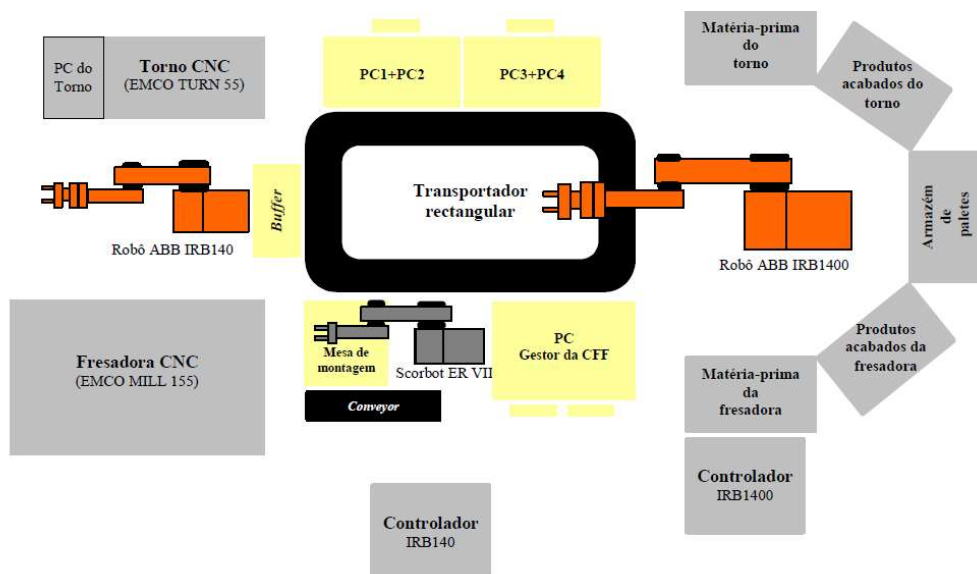 PC do
Torno
Torno CNC
(EMCO TURN 55)
PC1+PC2
PC3+PC4
Matéria-prima
do
torno
Produtos
acabados do
torno
Robô ABB IRB140
Buffer
Transportador
rectangular
Robô ABB IRB1400
Armazém
de
paletes
Fresadora CNC
(EMCO MILL 155)
Mesa de
montagem
Scorbot ER VII
Conveyor
PC
Gestor da CFF
Produtos
acabados da
fresadora
Matéria-prima
da
fresadora
Controlador
IRB1400
Controlador
IRB140